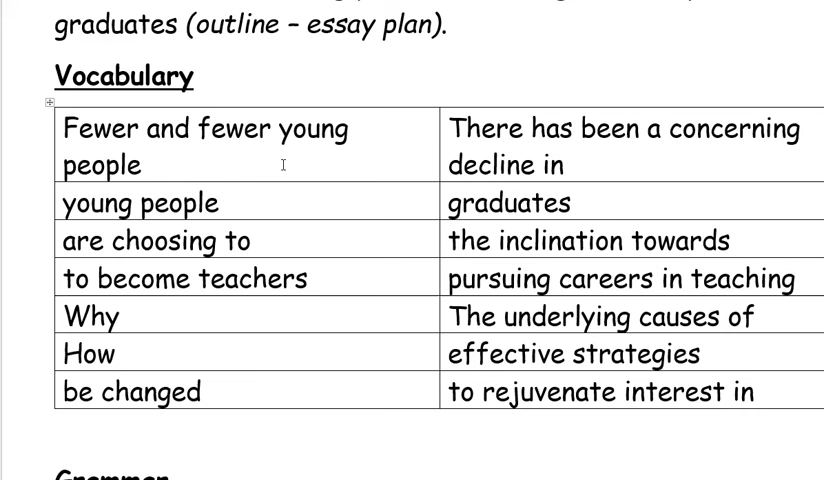 graduates (outline – essay plan).
Vocabulary
Fewer and fewer young
people
There has been a concerning
decline in
young people
graduates
are choosing to
the inclination towards
to become teachers
pursuing careers in teaching
Why
The underlying causes of
How
effective strategies
be changed
to rejuvenate interest in